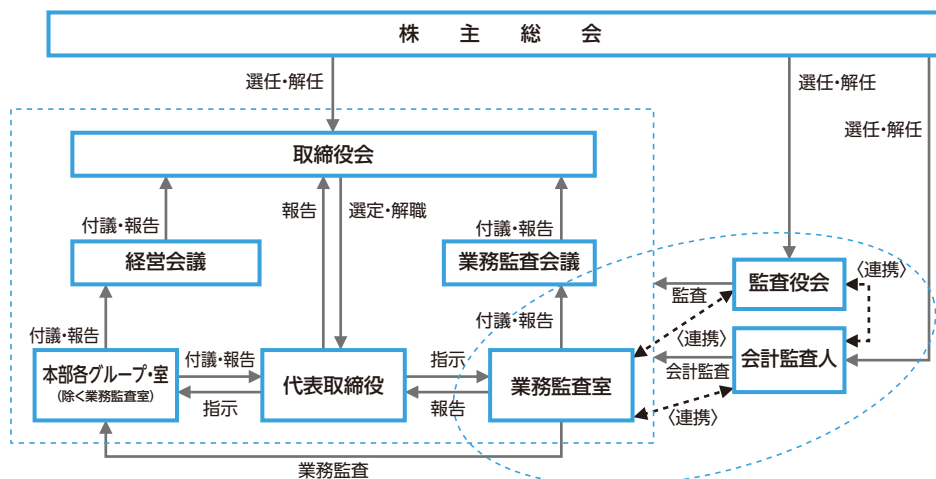 株主総会
選任・解任
選任・解任
選任・解任
取締役会
付議・報告
報告
選定・解職
付議・報告
経営会議
業務監査会議
監査役会
〈連携〉
監査
付議・報告
付議・報告
〈連携〉
会計監査人
会計監査
本部各グループ・室
(除く業務監査室)
付議・報告
指示
代表取締役
指示
報告
業務監査室
〈連携〉
業務監査